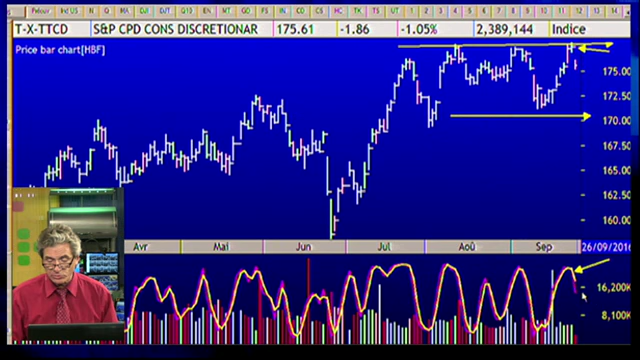 T-X-TTCD S&P CPD CONS DISCRETIONAR 175.61 -1.86 -1.05% 2,389,144 Indice
Price bar chart[HBF]
175.00
172.50
170.00
167.50
165.00
162.50
160.00
Avr Mai Jun Jul Aoû Sep 26/09/2016
16,200K
8,100K